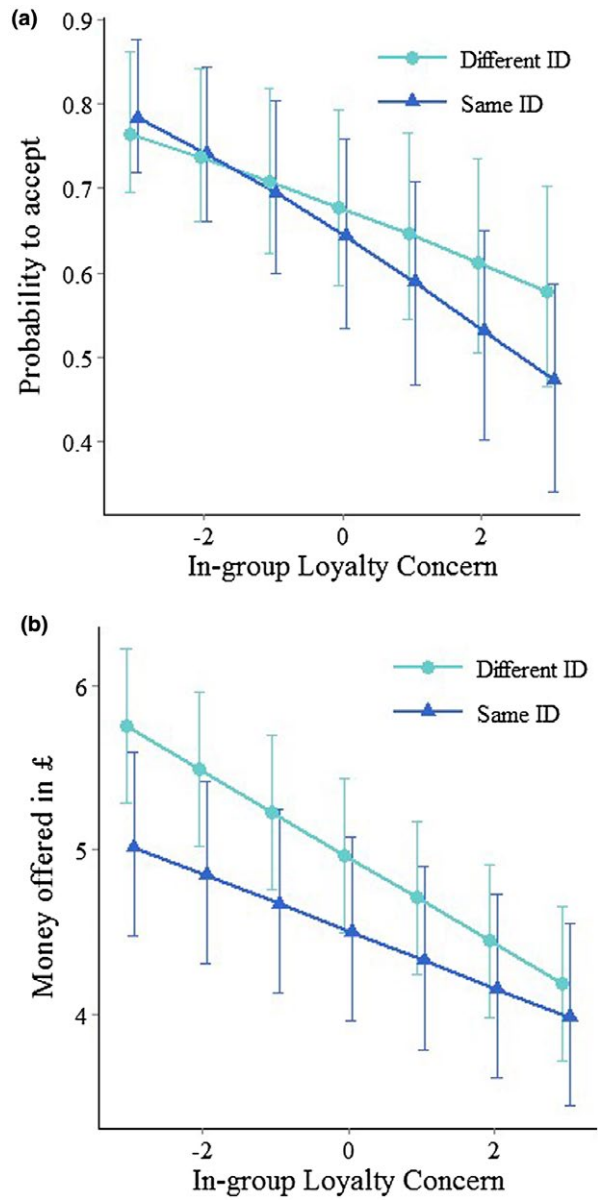 (a)
0.9
0.8
0.7
0.6
0.5
0.4
Probability to accept
Different ID
Same ID
-2 0 2
In-group Loyalty Concern
(b)
6
5
4
Money offered in £
Different ID
Same ID
-2 0 2
In-group Loyalty Concern